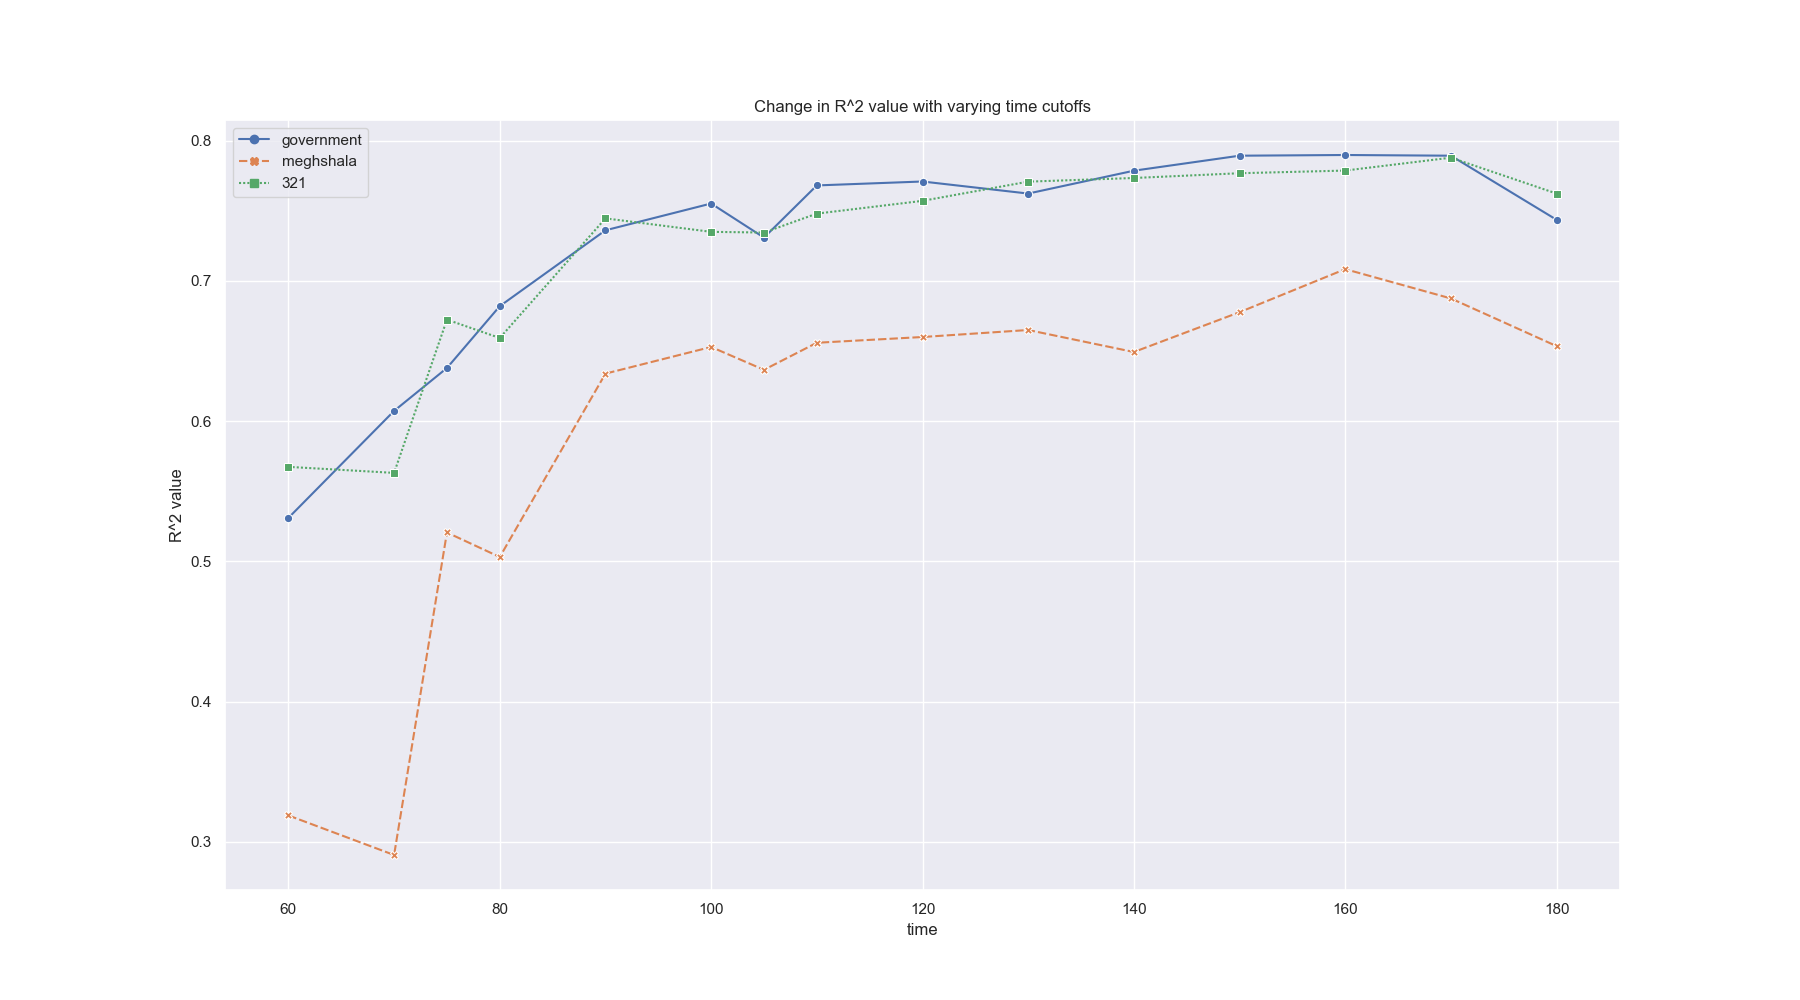 Change in R^2 value with varying time cutoffs
government
meghshala
321
R^2 value
0.8
0.7
0.6
0.5
0.4
0.3
60 80 100 120 140 160 180
time